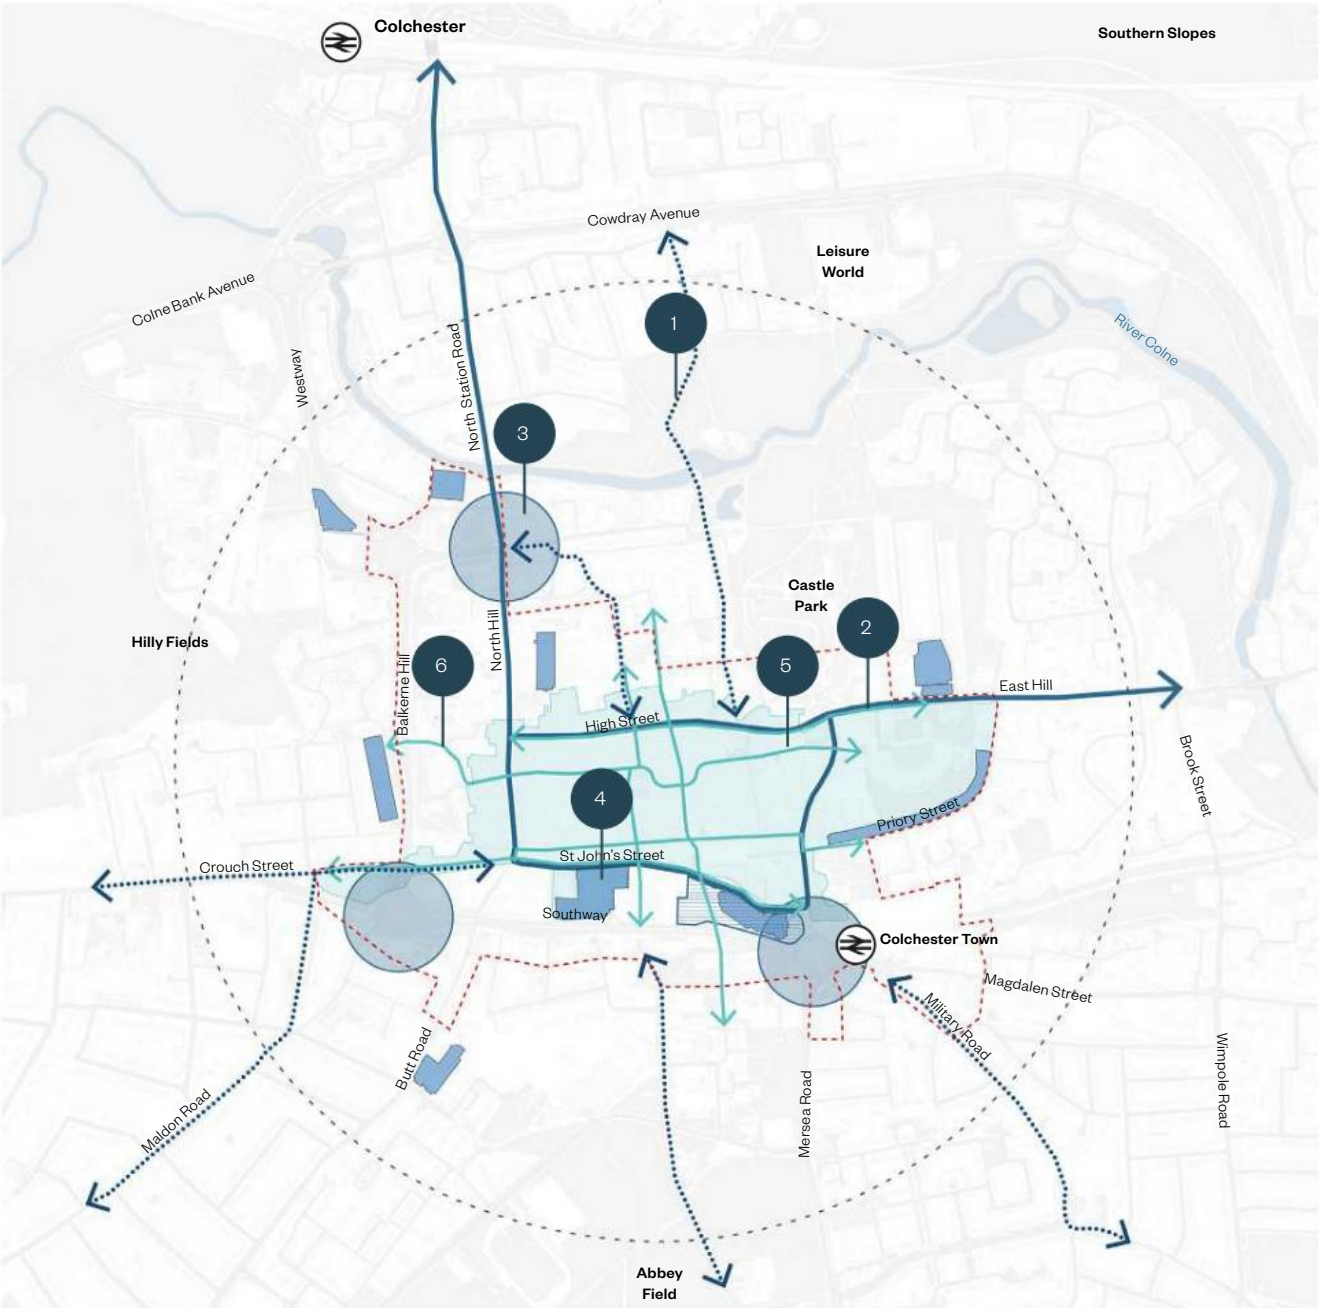 Colchester
Southern Slopes
Cowdray Avenue
Leisure
World
Colne Bank Avenue
River Colne
1
Westway
North Station Road
3
Castle
Park
2
Hilly Fields
North Hill
6
5
Balkerne Hill
East Hill
High Street
Brook Street
4
Priory Street
Crouch Street
St John's Street
Southway
Colchester Town
Magdalen Street
Military Road
Butt Road
Wimpole Road
Mersea Road
Maldon Road
Abbey
Field